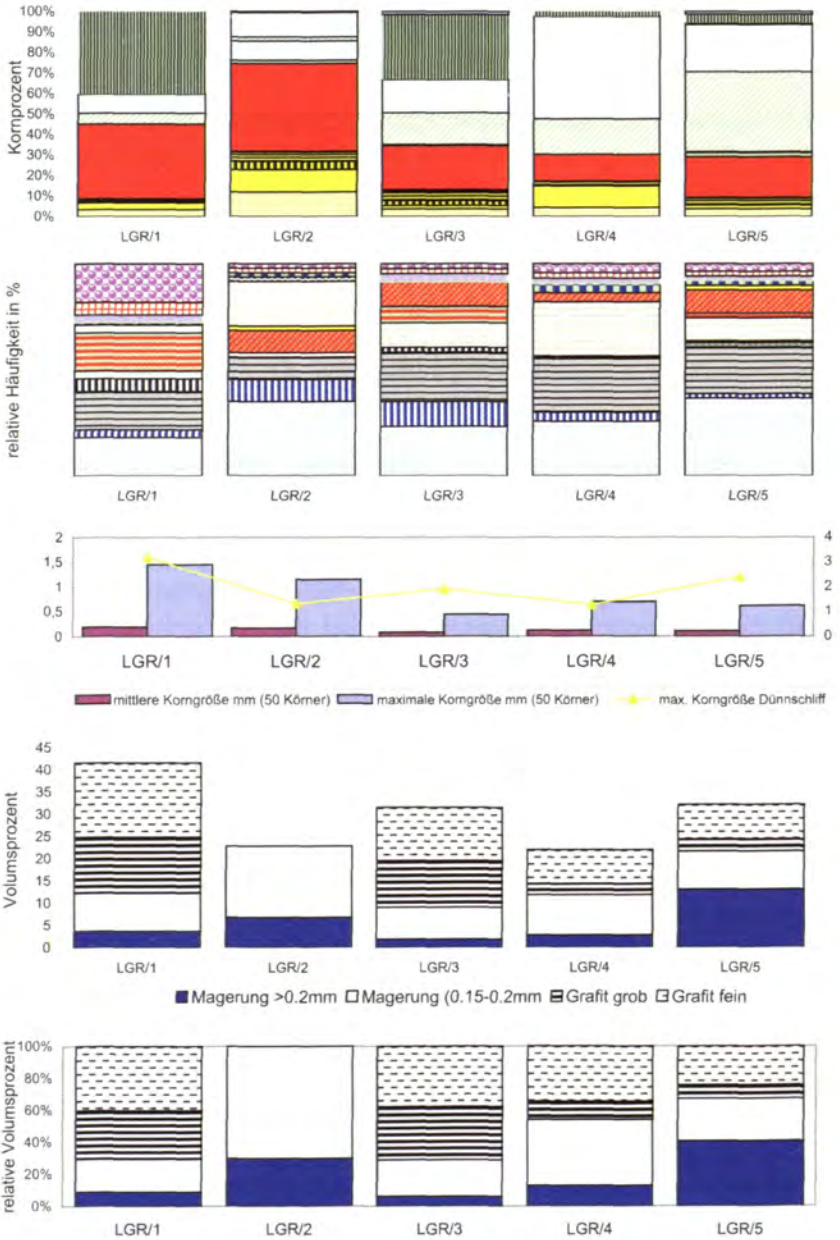 Kornprozent
100%
90%
80%
70%
60%
50%
40%
30%
20%
10%
0%
LGR/1 LGR/2 LGR/3 LGR/4 LGR/5
relative Häufigkeit in %
LGR/1 LGR/2 LGR/3 LGR/4 LGR/5
2 4
1,5 3
1 2
0,5 1
0 0
LGR/1 LGR/2 LGR/3 LGR/4 LGR/5
mittlere Korngröße mm (50 Körner) maximale Korngröße mm (50 Körner) max. Korngröße Dünnschliff
Volumsprozent
45
40
35
30
25
20
15
10
5
0
LGR/1 LGR/2 LGR/3 LGR/4 LGR/5
Magerung >0.2mm Magerung (0.15-0.2mm Grafit grob Grafit fein
relative Volumsprozent
100%
80%
60%
40%
20%
0%
LGR/1 LGR/2 LGR/3 LGR/4 LGR/5